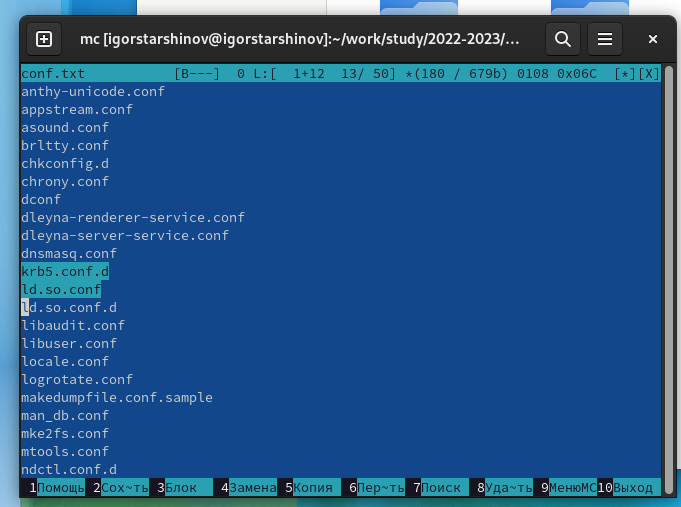 mc [igorstarshinov@igorstarshinov]:~/work/study/2022-2023/...
conf.txt [B---] 0 L:[ 1+12 13/ 50] *(180 / 679b) 0108 0x06C [*][X]
anthy-unicode.conf
appstream.conf
asound.conf
brltty.conf
chkconfig.d
chrony.conf
dconf
dleyna-renderer-service.conf
dleyna-server-service.conf
dnsmasq.conf
krb5.conf.d
ld.so.conf
ld.so.conf.d
libaudit.conf
libuser.conf
locale.conf
logrotate.conf
makedumpfile.conf.sample
man_db.conf
mke2fs.conf
mtools.conf
ndctl.conf.d
1Помощь 2Сох~ть 3Блок 4Замена 5Копия 6Пер~ть 7Поиск 8Уда~ть 9МенюMC 10Выход